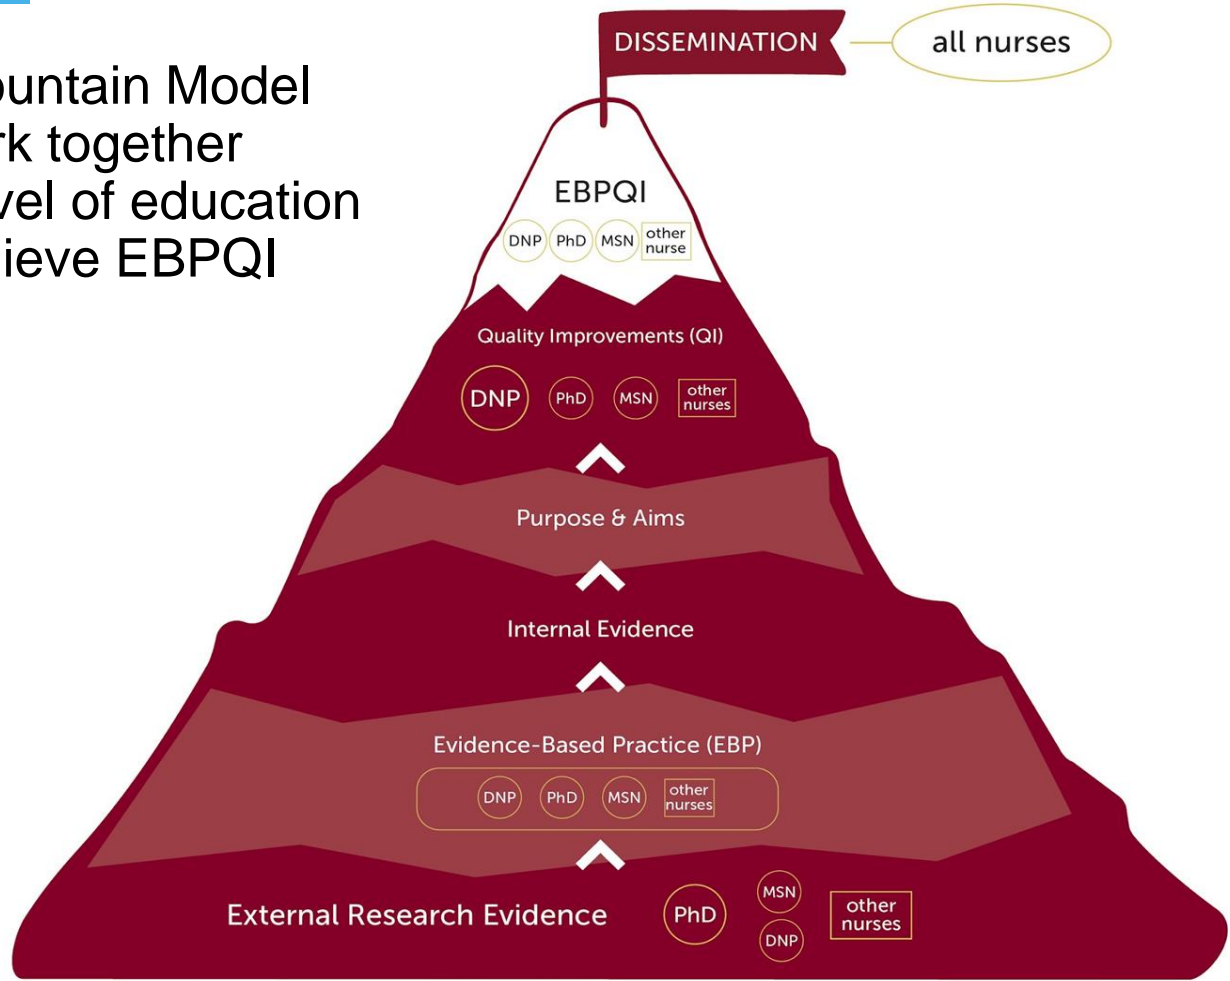 DISSEMINATION
all nurses
ountain Model
rk together
vel of education
ieve EBPQI
EBPQI
DNP PhD MSN other
nurse
Quality Improvements (QI)
DNP PhD MSN other
nurses
Purpose & Aims
Internal Evidence
Evidence-Based Practice (EBP)
DNP PhD MSN other
nurses
External Research Evidence
PhD
MSN
DNP
other
nurses